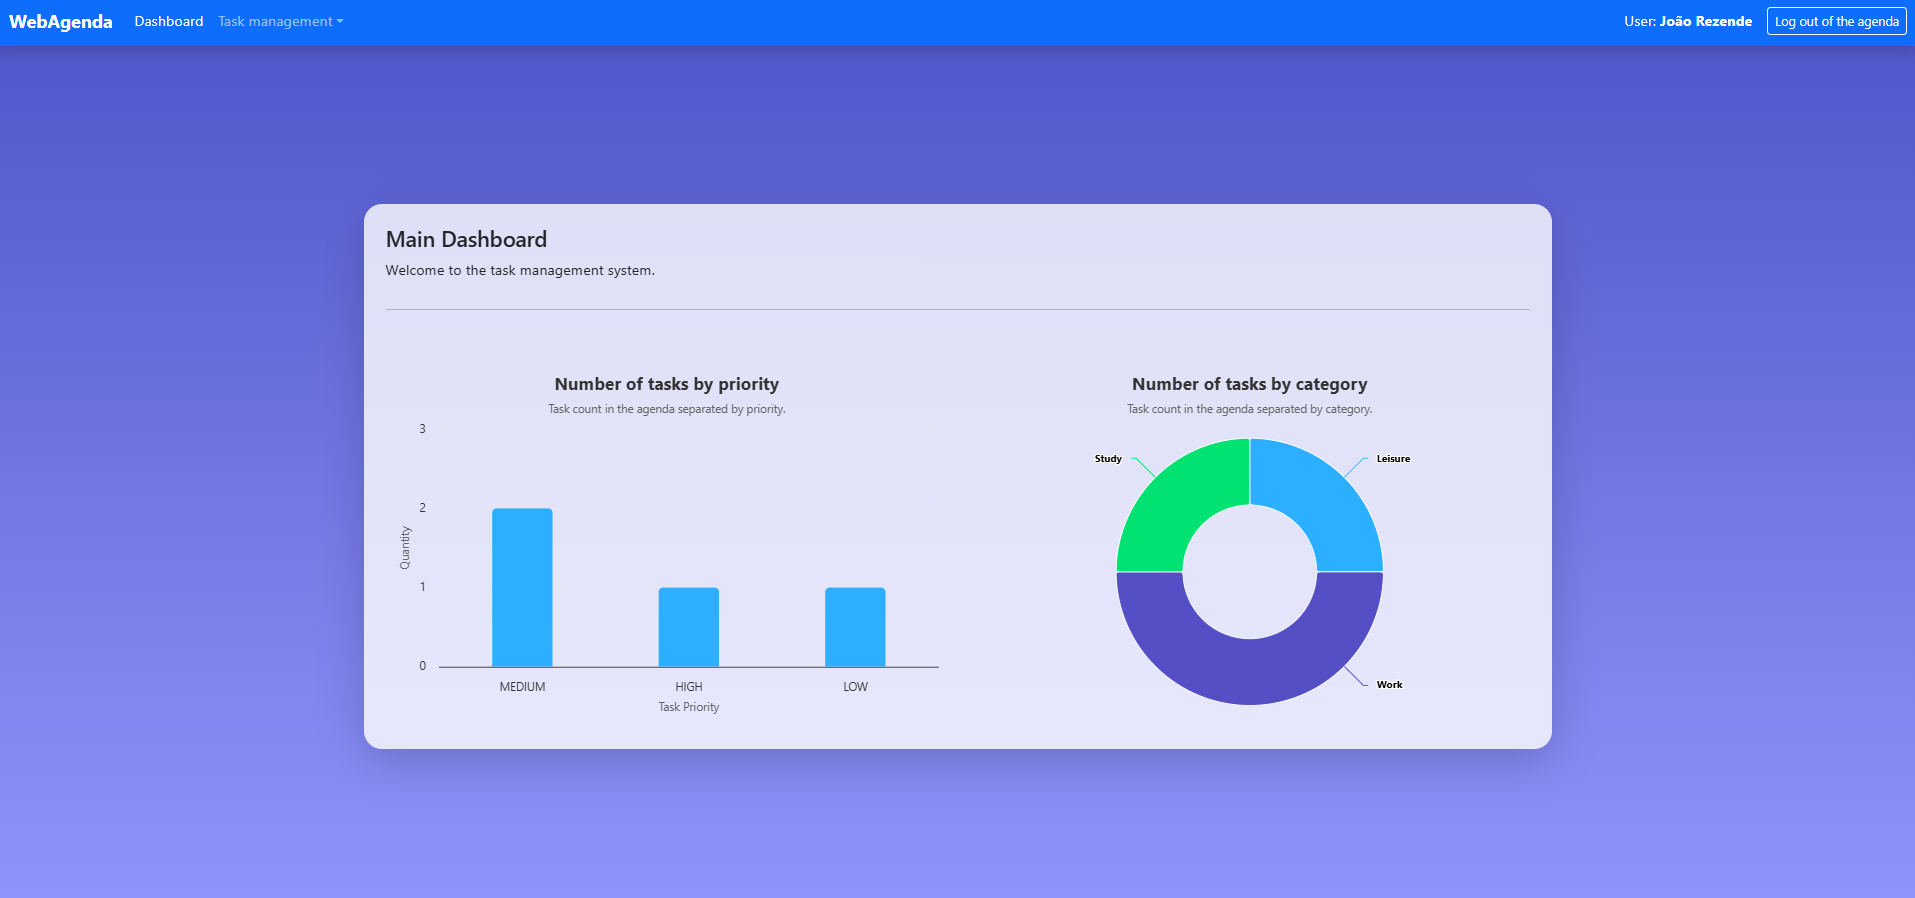 WebAgenda Dashboard Task management User: João Rezende Log out of the agenda
Main Dashboard
Welcome to the task management system.
Number of tasks by priority
Task count in the agenda separated by priority.
3
2
1
0
Quantity
MEDIUM HIGH LOW
Task Priority
Number of tasks by category
Task count in the agenda separated by category.
Study Leisure
Work